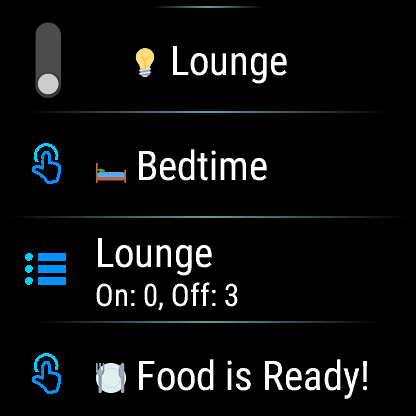 Lounge
Bedtime
Lounge
On: 0, Off: 3
Food is Ready!